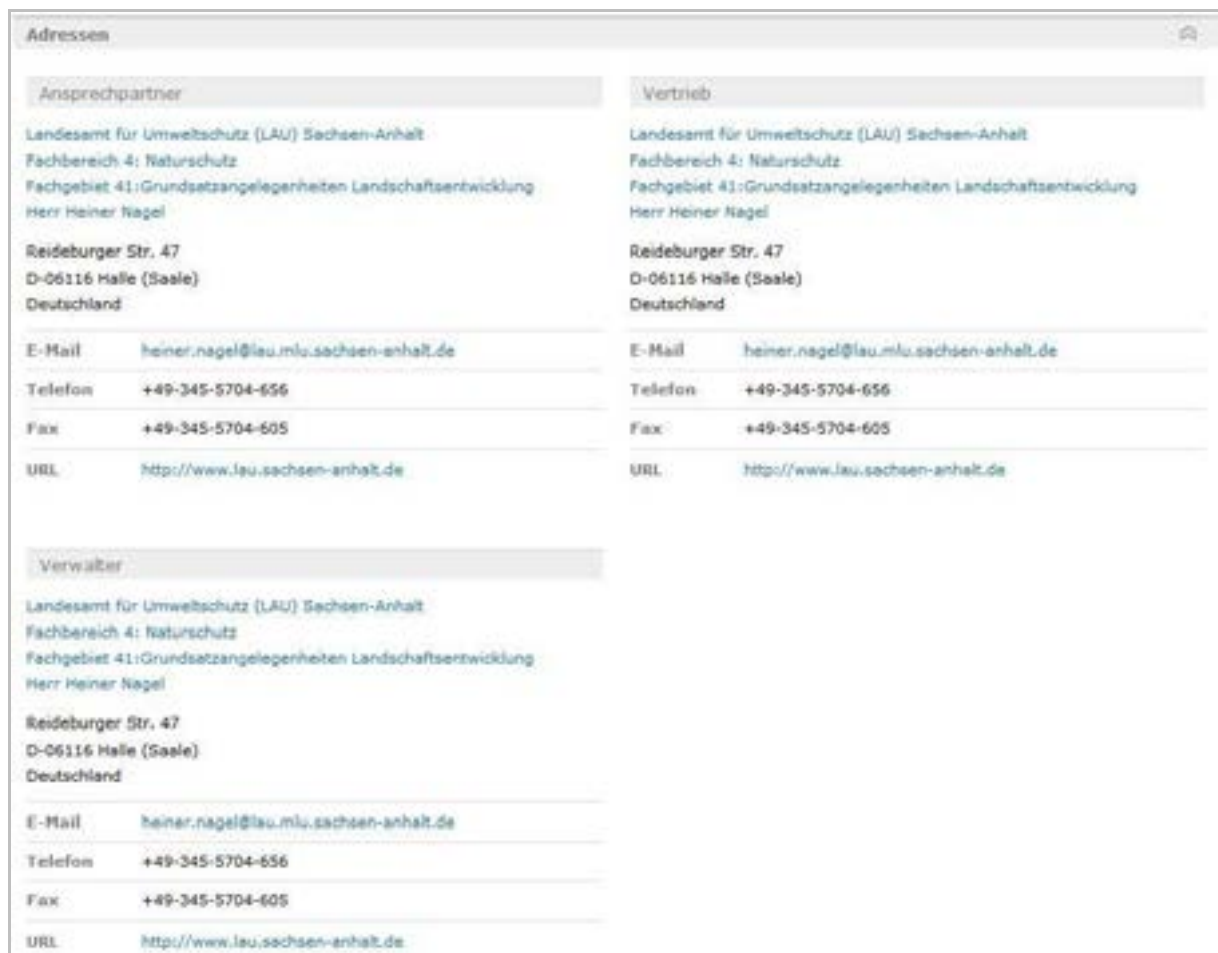 Adressen
Ansprechpartner
Landesamt für Umweltschutz (LAU) Sachsen-Anhalt
Fachbereich 4: Naturschutz
Fachgebiet 41:Grundsatzangelegenheiten Landschaftsentwicklung
Herr Heiner Nagel
Reideburger Str. 47
D-06116 Halle (Saale)
Deutschland
E-Mail heiner.nagel@lau.mlu.sachsen-anhalt.de
Telefon +49-345-5704-656
Fax +49-345-5704-605
URL http://www.lau.sachsen-anhalt.de
Vertrieb
Landesamt für Umweltschutz (LAU) Sachsen-Anhalt
Fachbereich 4: Naturschutz
Fachgebiet 41:Grundsatzangelegenheiten Landschaftsentwicklung
Herr Heiner Nagel
Reideburger Str. 47
D-06116 Halle (Saale)
Deutschland
E-Mail heiner.nagel@lau.mlu.sachsen-anhalt.de
Telefon +49-345-5704-656
Fax +49-345-5704-605
URL http://www.lau.sachsen-anhalt.de
Verwalter
Landesamt für Umweltschutz (LAU) Sachsen-Anhalt
Fachbereich 4: Naturschutz
Fachgebiet 41:Grundsatzangelegenheiten Landschaftsentwicklung
Herr Heiner Nagel
Reideburger Str. 47
D-06116 Halle (Saale)
Deutschland
E-Mail heiner.nagel@lau.mlu.sachsen-anhalt.de
Telefon +49-345-5704-656
Fax +49-345-5704-605
URL http://www.lau.sachsen-anhalt.de